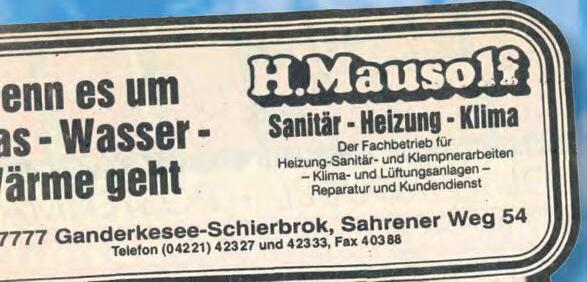 enn es um
as - Wasser -
ärme geht
H.Mausolf
Sanitär - Heizung - Klima
Der Fachbetrieb für
Heizung-Sanitär- und Klempnerarbeiten
– Klima- und Lüftungsanlagen –
Reparatur und Kundendienst
7777 Ganderkesee-Schierbrok, Sahrener Weg 54
Telefon (04221) 42327 und 42333, Fax 40388